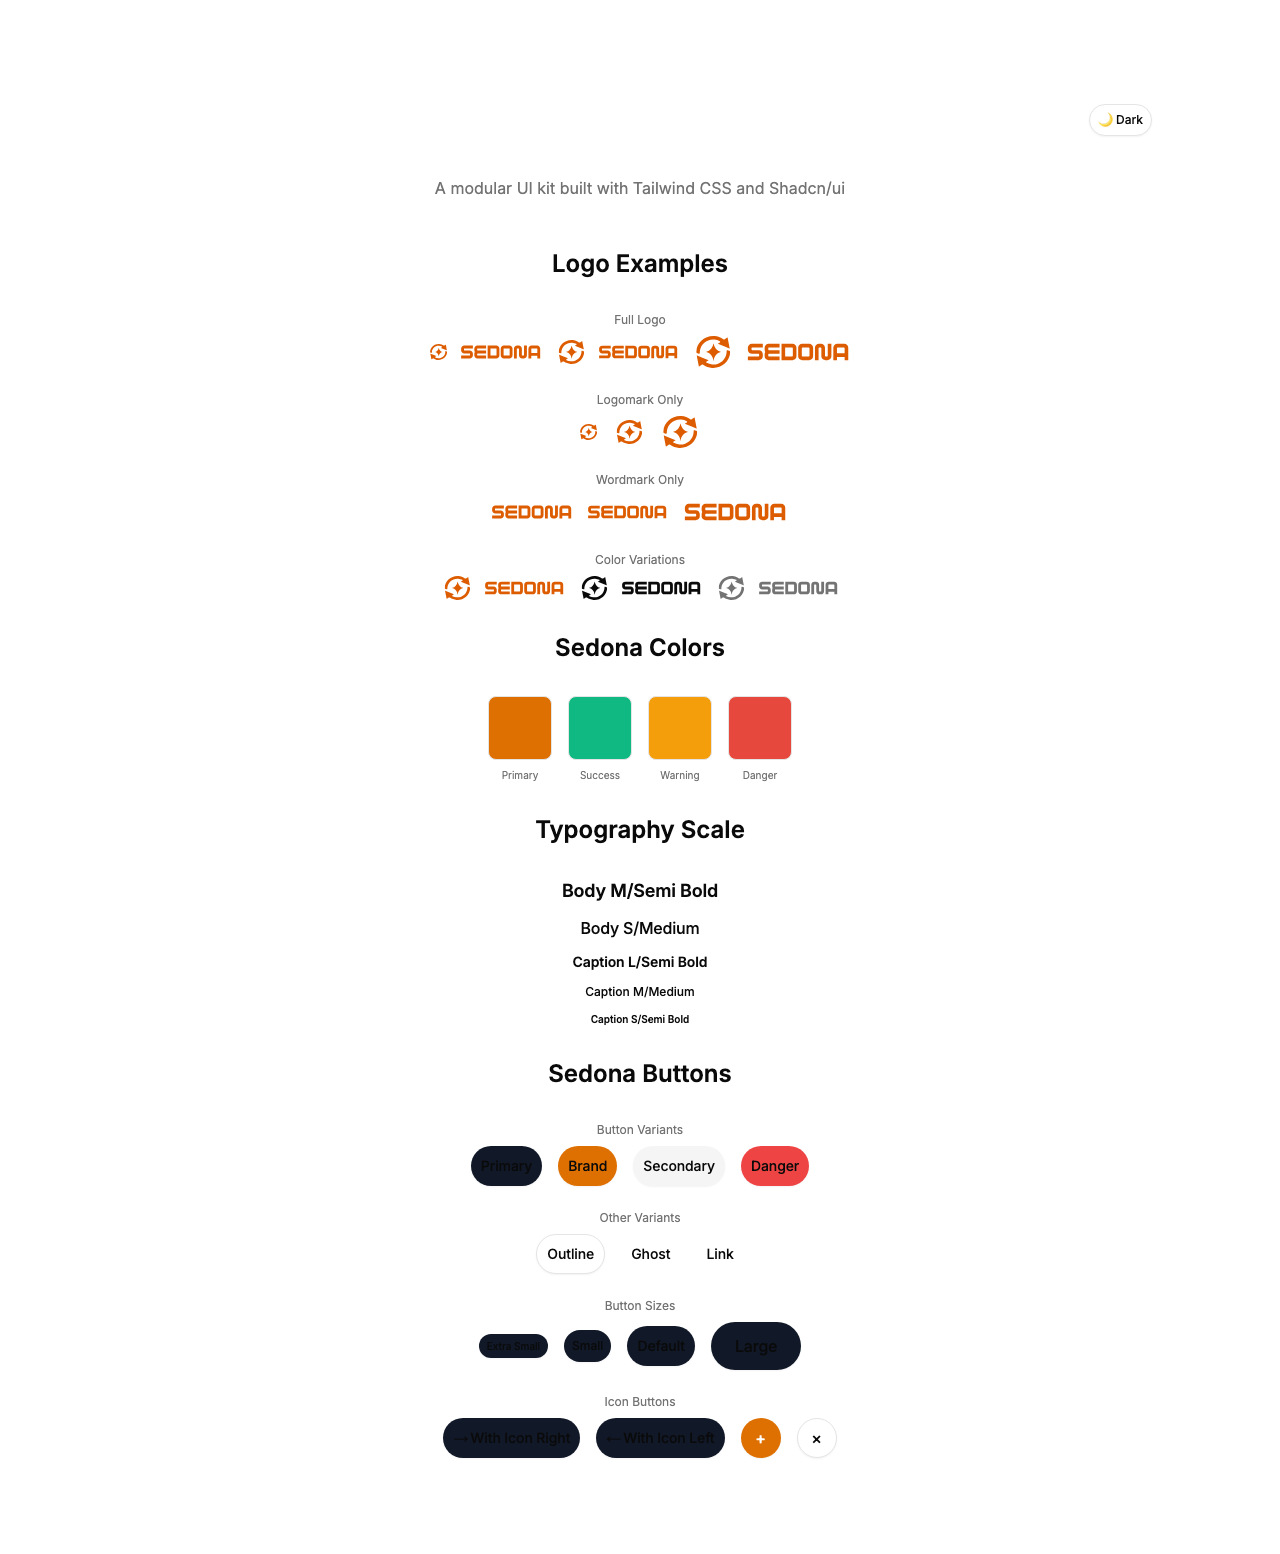 🌙 Dark
A modular UI kit built with Tailwind CSS and Shadcn/ui
Logo Examples
Full Logo
SEDONA SEDONA SEDONA
Logomark Only
Wordmark Only
SEDONA SEDONA SEDONA
Color Variations
SEDONA SEDONA SEDONA
Sedona Colors
Primary Success Warning Danger
Typography Scale
Body M/Semi Bold
Body S/Medium
Caption L/Semi Bold
Caption M/Medium
Caption S/Semi Bold
Sedona Buttons
Button Variants
Primary Brand Secondary Danger
Other Variants
Outline Ghost Link
Button Sizes
Extra Small Small Default Large
Icon Buttons
→ With Icon Right ← With Icon Left + ×